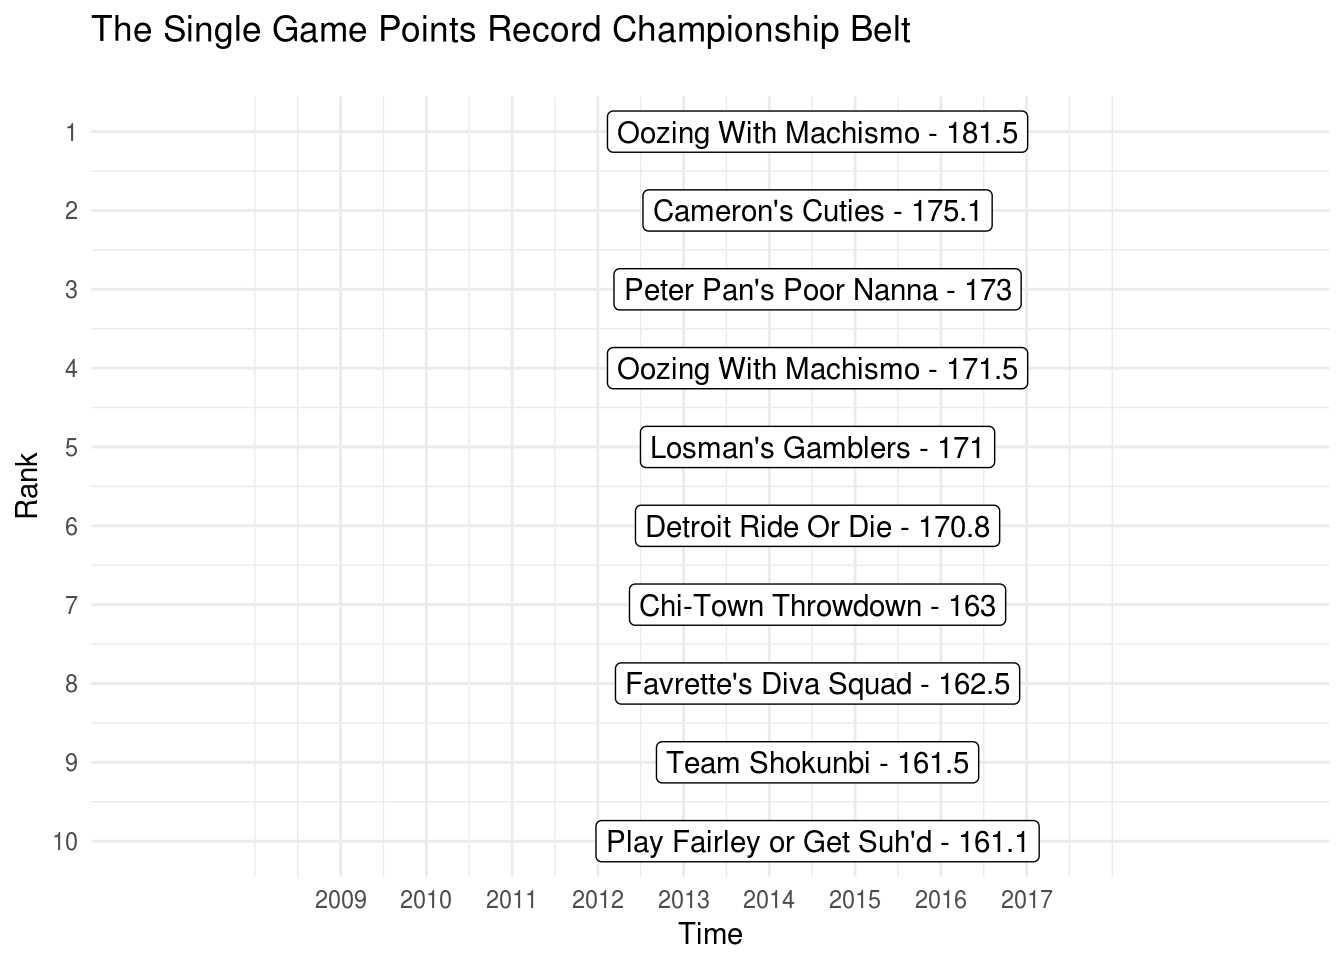 The Single Game Points Record Championship Belt
Rank
1
Oozing With Machismo - 181.5
2
Cameron's Cuties - 175.1
3
Peter Pan's Poor Nanna - 173
4
Oozing With Machismo - 171.5
5
Losman's Gamblers - 171
6
Detroit Ride Or Die - 170.8
7
Chi-Town Throwdown - 163
8
Favrette's Diva Squad - 162.5
9
Team Shokunbi - 161.5
10
Play Fairley or Get Suh'd - 161.1
2009 2010 2011 2012 2013 2014 2015 2016 2017
Time